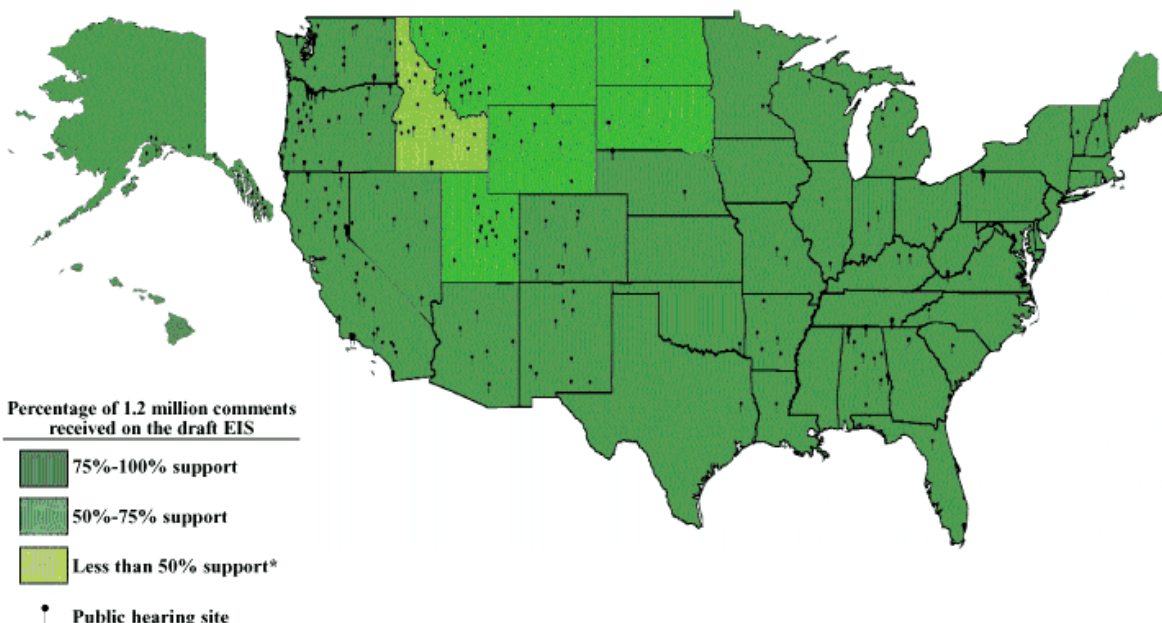 Percentage of 1.2 million comments
received on the draft EIS
75%-100% support
50%-75% support
Less than 50% support*
Public hearing site